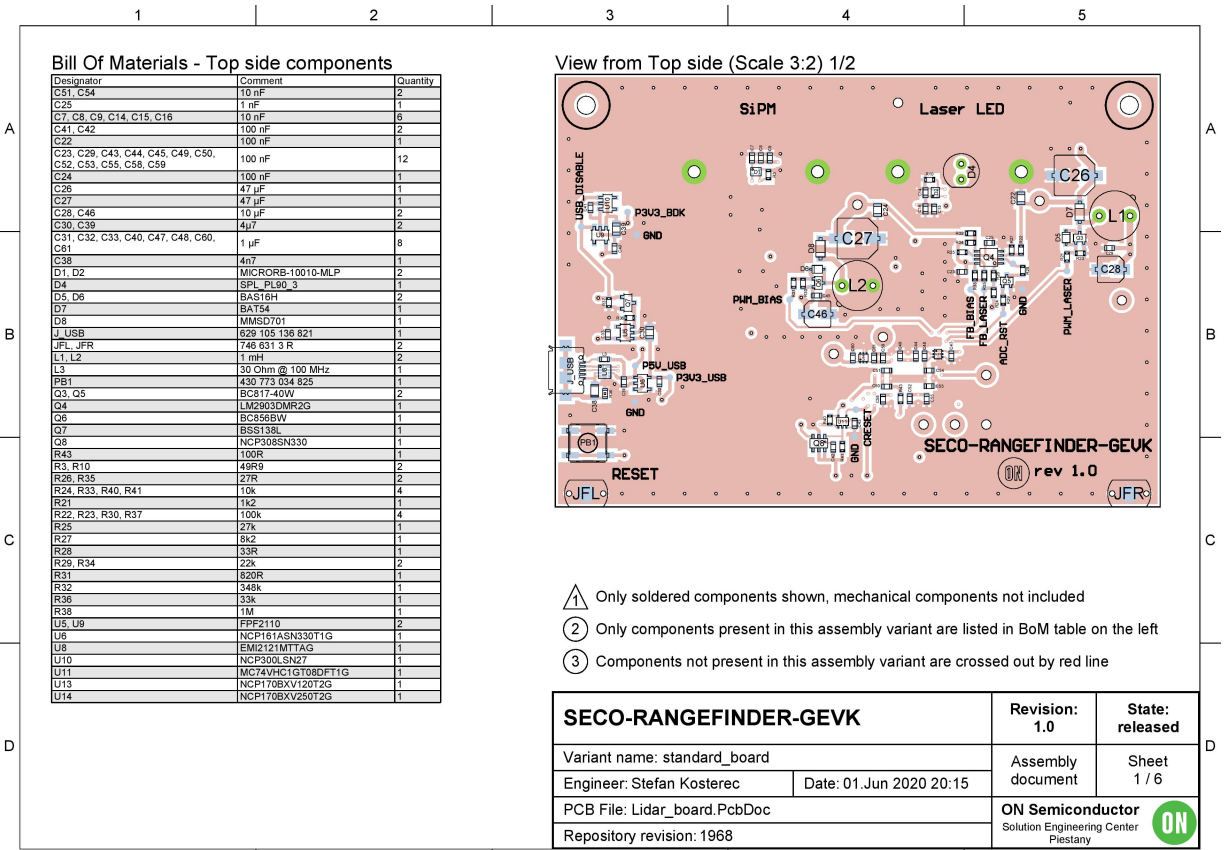 1 2 3 4 5
Bill Of Materials - Top side components
Designator Comment Quantity
C51, C54 10 nF 2
C25 1 nF 1
C7, C8, C9, C14, C15, C16 10 nF 6
C41, C42 100 nF 2
C22 100 nF 1
C23, C29, C43, C44, C45, C49, C50,
C52, C53, C55, C58, C59 100 nF 12
C24 100 nF 1
C26 47 µF 1
C27 47 µF 1
C28, C46 10 µF 2
C30, C39 4µ7 2
C31, C32, C33, C40, C47, C48, C60,
C61 1 µF 8
C38 4n7 1
D1, D2 MICRORB-10010-MLP 2
D4 SPL_PL90_3 1
D5, D6 BAS16H 2
D7 BAT54 1
D8 MMSD701 1
J_USB 629 105 136 821 1
JFL, JFR 746 631 3 R 2
L1, L2 1 mH 2
L3 30 Ohm @ 100 MHz 1
PB1 430 773 034 825 1
Q3, Q5 BC817-40W 2
Q4 LM2903DMR2G 1
Q6 BC856BW 1
Q7 BSS138L 1
Q8 NCP308SN330 1
R43 100R 1
R3, R10 49R9 2
R26, R35 27R 2
R24, R33, R40, R41 10k 4
R21 1k2 1
R22, R23, R30, R37 100k 4
R25 27k 1
R27 8k2 1
R28 33R 1
R29, R34 22k 2
R31 820R 1
R32 348k 1
R36 33k 1
R38 1M 1
U5, U9 FPF2110 2
U6 NCP161ASN330T1G 1
U8 EMI2121MTTAG 1
U10 NCP300LSN27 1
U11 MC74VHC1GT08DFT1G 1
U13 NCP170BXV120T2G 1
U14 NCP170BXV250T2G 1
View from Top side (Scale 3:2) 1/2
SiPM
Laser LED
USB_DISABLE
P3V3_BDK
GND
D4
C26
C24
C22
D7
L1
C27
D8
L2
C46
C28
D5
D6
Q4
PWM_BIAS
FB_BIAS
FB_LASER
GND
ADC_RST
PWM_LASER
P5V_USB
P3V3_USB
J_USB
C38
GND
PB1
RESET
Q8
GND
CRESET
SECO-RANGEFINDER-GEVK
ON rev 1.0
JFL
JFR
A
B
C
D
A
B
C
D
1 Only soldered components shown, mechanical components not included
2 Only components present in this assembly variant are listed in BoM table on the left
3 Components not present in this assembly variant are crossed out by red line
SECO-RANGEFINDER-GEVK
Revision:
1.0
State:
released
Variant name: standard_board
Engineer: Stefan Kosterec Date: 01.Jun 2020 20:15
Assembly
document
Sheet
1 / 6
PCB File: Lidar_board.PcbDoc
Repository revision: 1968
ON Semiconductor
Solution Engineering Center
Piestany
ON